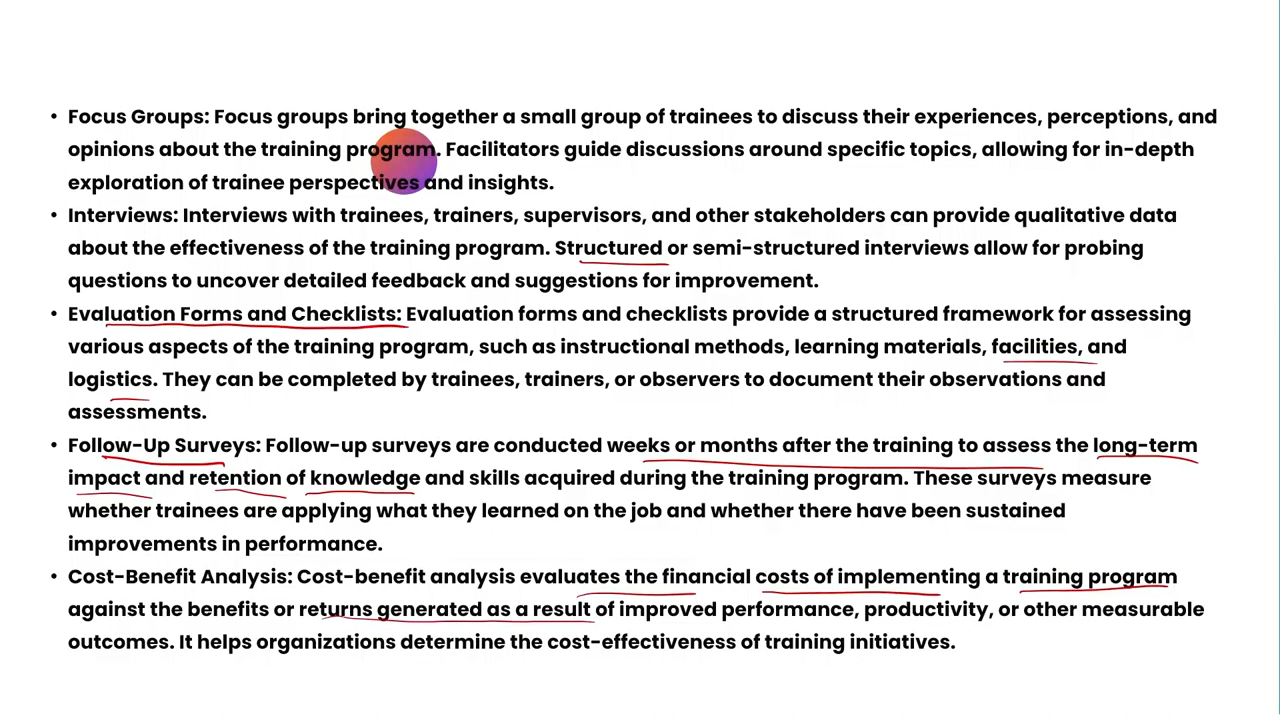 • Focus Groups: Focus groups bring together a small group of trainees to discuss their experiences, perceptions, and
opinions about the training program. Facilitators guide discussions around specific topics, allowing for in-depth
exploration of trainee perspectives and insights.
• Interviews: Interviews with trainees, trainers, supervisors, and other stakeholders can provide qualitative data
about the effectiveness of the training program. Structured or semi-structured interviews allow for probing
questions to uncover detailed feedback and suggestions for improvement.
• Evaluation Forms and Checklists: Evaluation forms and checklists provide a structured framework for assessing
various aspects of the training program, such as instructional methods, learning materials, facilities, and
logistics. They can be completed by trainees, trainers, or observers to document their observations and
assessments.
• Follow-Up Surveys: Follow-up surveys are conducted weeks or months after the training to assess the long-term
impact and retention of knowledge and skills acquired during the training program. These surveys measure
whether trainees are applying what they learned on the job and whether there have been sustained
improvements in performance.
• Cost-Benefit Analysis: Cost-benefit analysis evaluates the financial costs of implementing a training program
against the benefits or returns generated as a result of improved performance, productivity, or other measurable
outcomes. It helps organizations determine the cost-effectiveness of training initiatives.